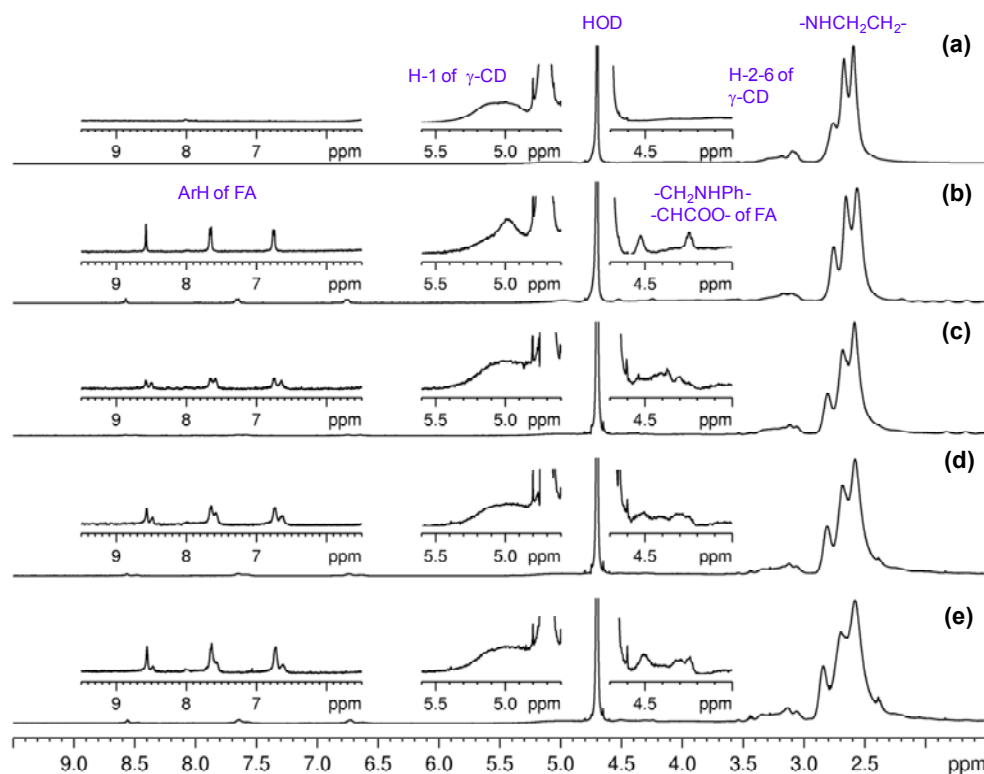 HOD
-NHCH₂CH₂-
(a)
H-1 of γ-CD
H-2-6 of
γ-CD
9 8 7 ppm
5.5 5.0 ppm
4.5 ppm
(b)
ArH of FA
-CH₂NHPh-
-CHCOO- of FA
9 8 7 ppm
5.5 5.0 ppm
4.5 ppm
(c)
9 8 7 ppm
5.5 5.0 ppm
4.5 ppm
(d)
9 8 7 ppm
5.5 5.0 ppm
4.5 ppm
(e)
9 8 7 ppm
5.5 5.0 ppm
4.5 ppm
9.0 8.5 8.0 7.5 7.0 6.5 6.0 5.5 5.0 4.5 4.0 3.5 3.0 2.5 ppm